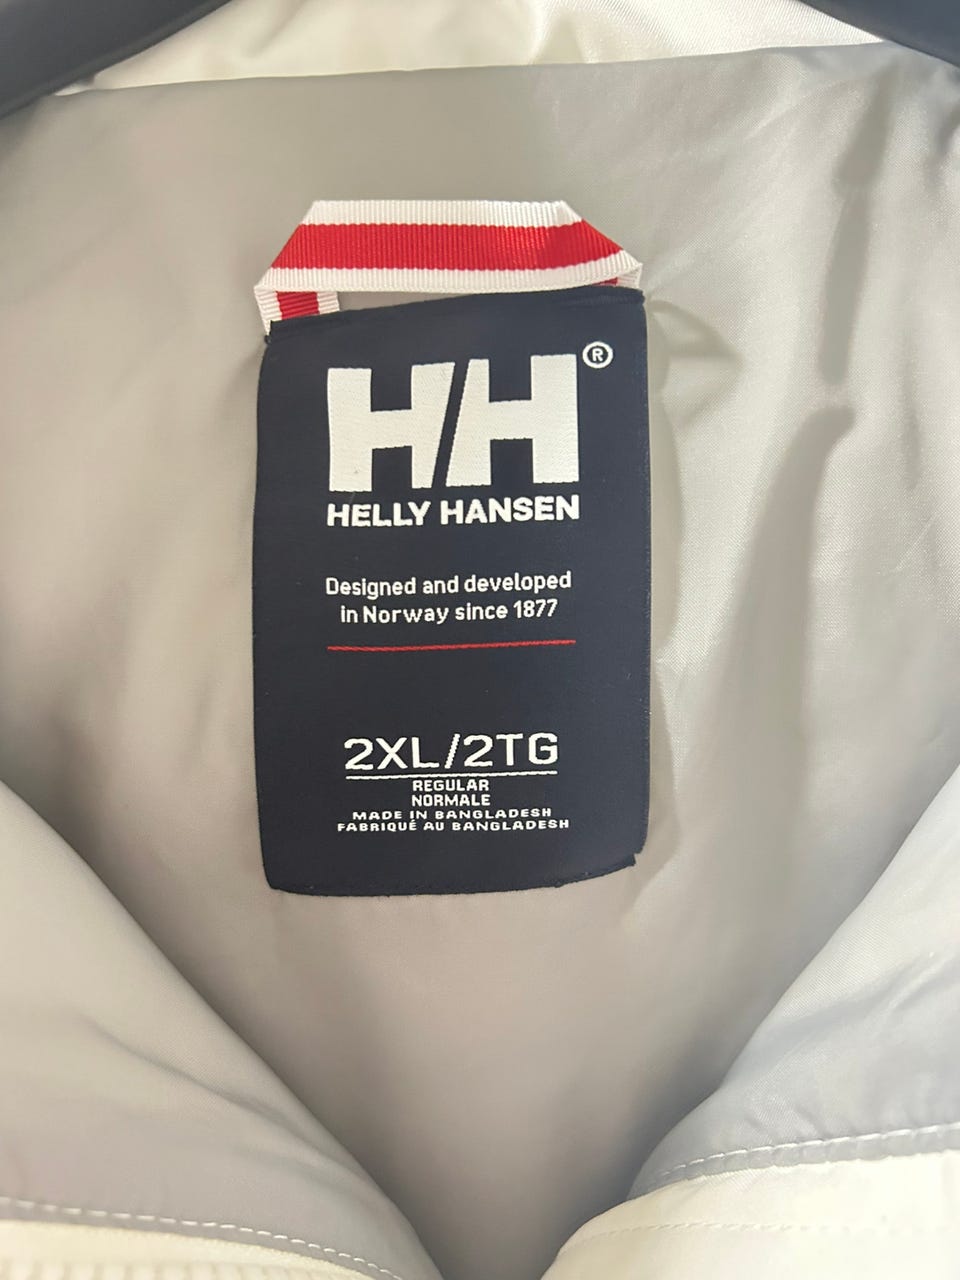 HH®
HELLY HANSEN
Designed and developed
in Norway since 1877
2XL/2TG
REGULAR
NORMALE
MADE IN BANGLADESH
FABRIQUÉ AU BANGLADESH